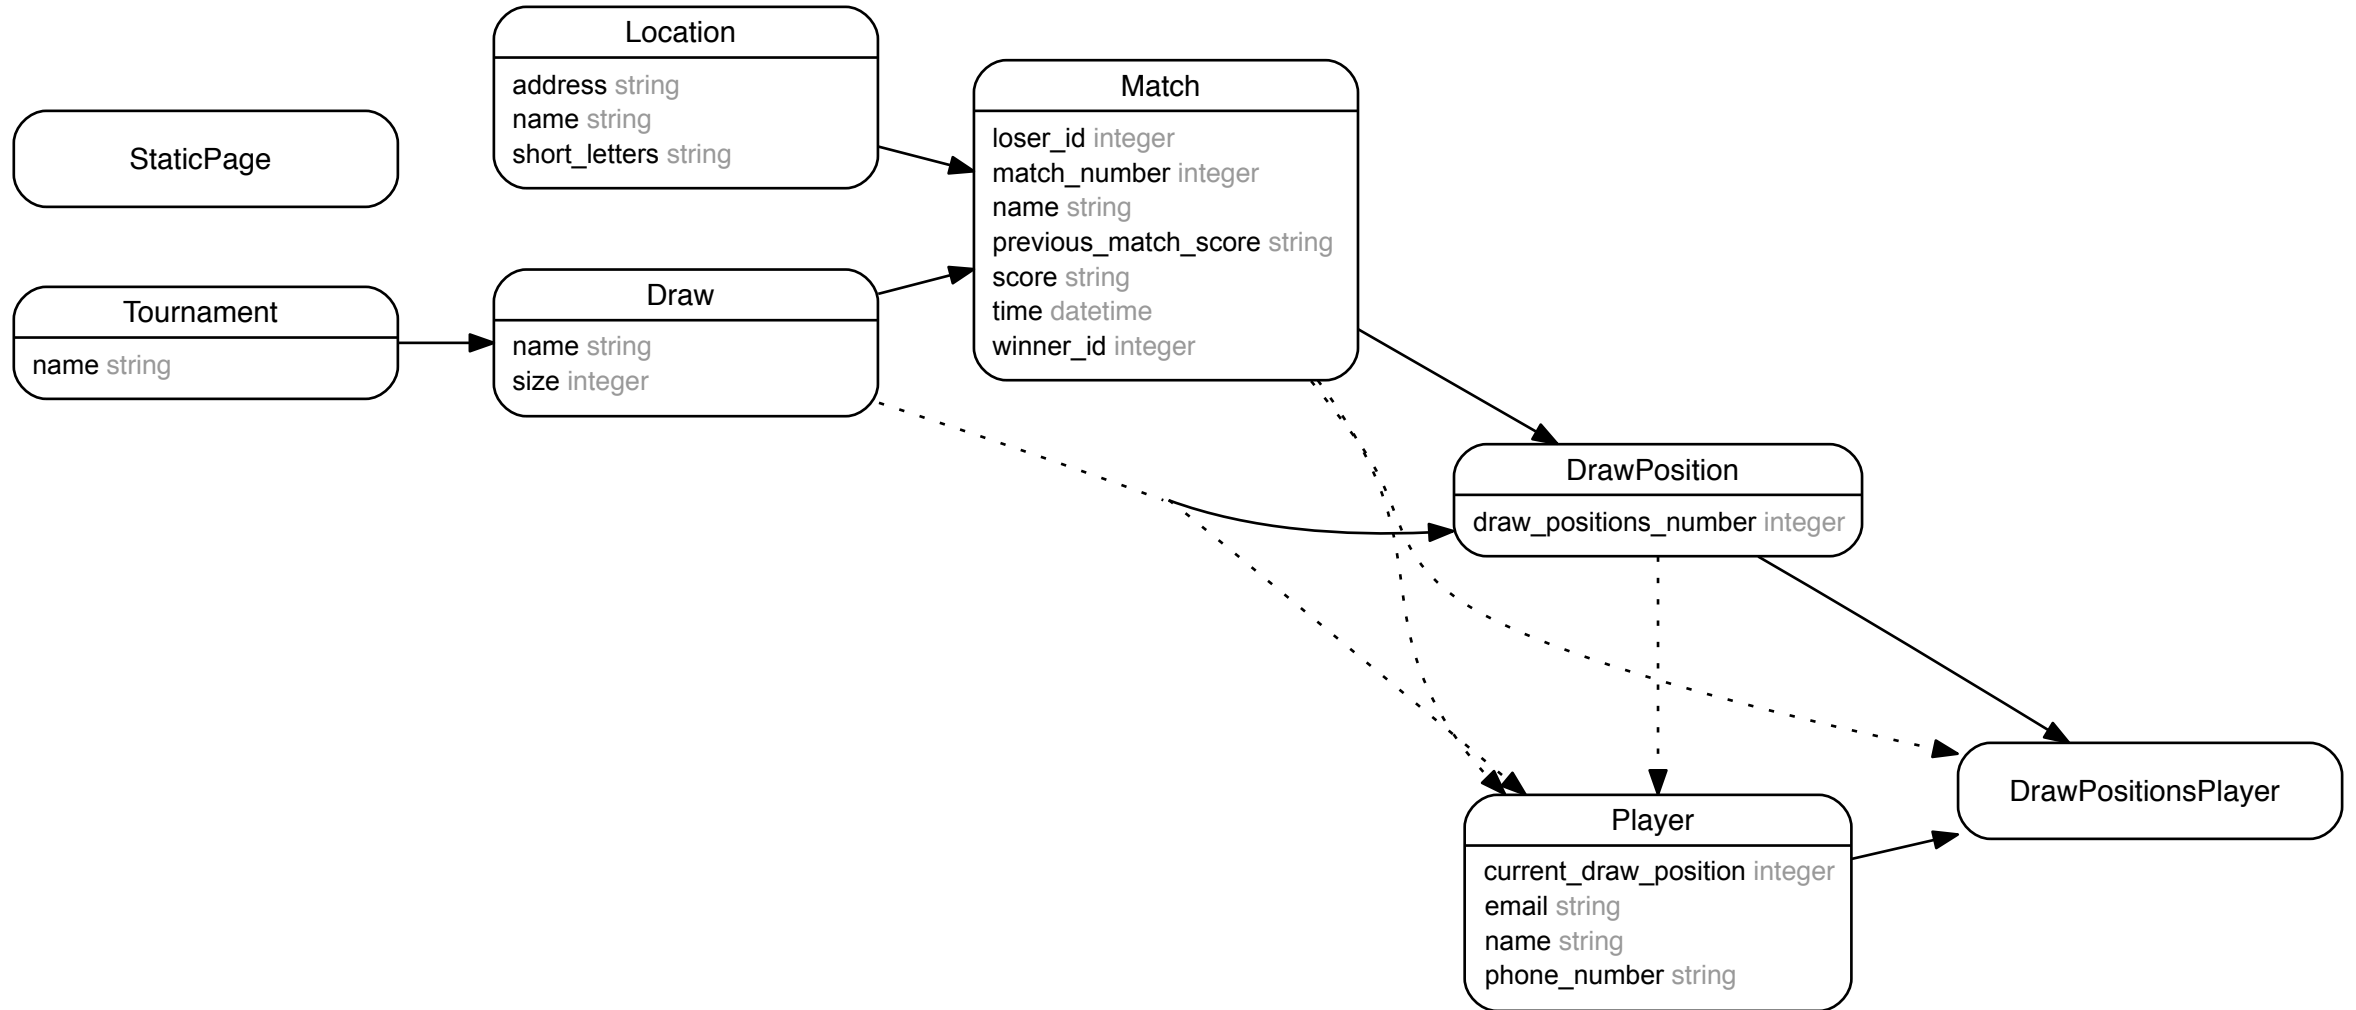 Location
address string
name string
short_letters string
Match
loser_id integer
match_number integer
name string
previous_match_score string
score string
time datetime
winner_id integer
StaticPage
Tournament
name string
Draw
name string
size integer
DrawPosition
draw_positions_number integer
DrawPositionsPlayer
Player
current_draw_position integer
email string
name string
phone_number string